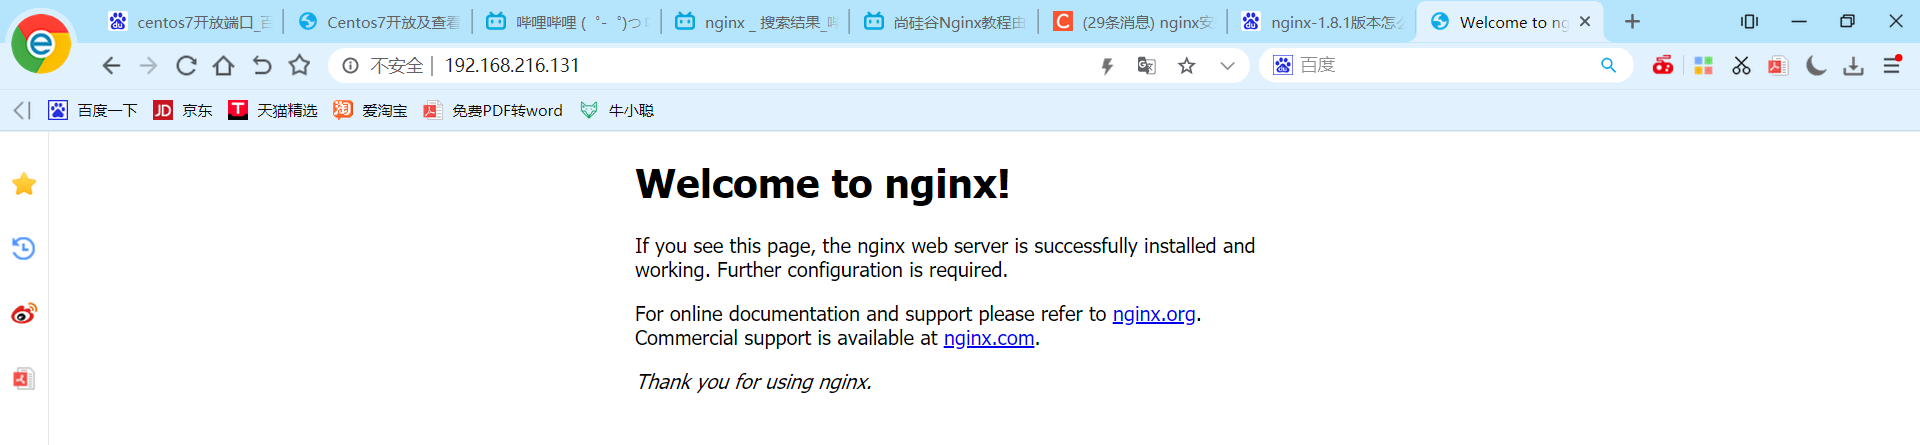 centos7开放端口_百
Centos7开放及查看
哔哩哔哩 ( ゜- ゜)つロ
nginx _ 搜索结果_哔
尚硅谷Nginx教程由
(29条消息) nginx安
nginx-1.8.1版本怎么
Welcome to ng
不安全 | 192.168.216.131
百度
百度一下
JD 京东
T 天猫精选
淘 爱淘宝
免费PDF转word
牛小聪
Welcome to nginx!
If you see this page, the nginx web server is successfully installed and
working. Further configuration is required.
For online documentation and support please refer to nginx.org.
Commercial support is available at nginx.com.
Thank you for using nginx.